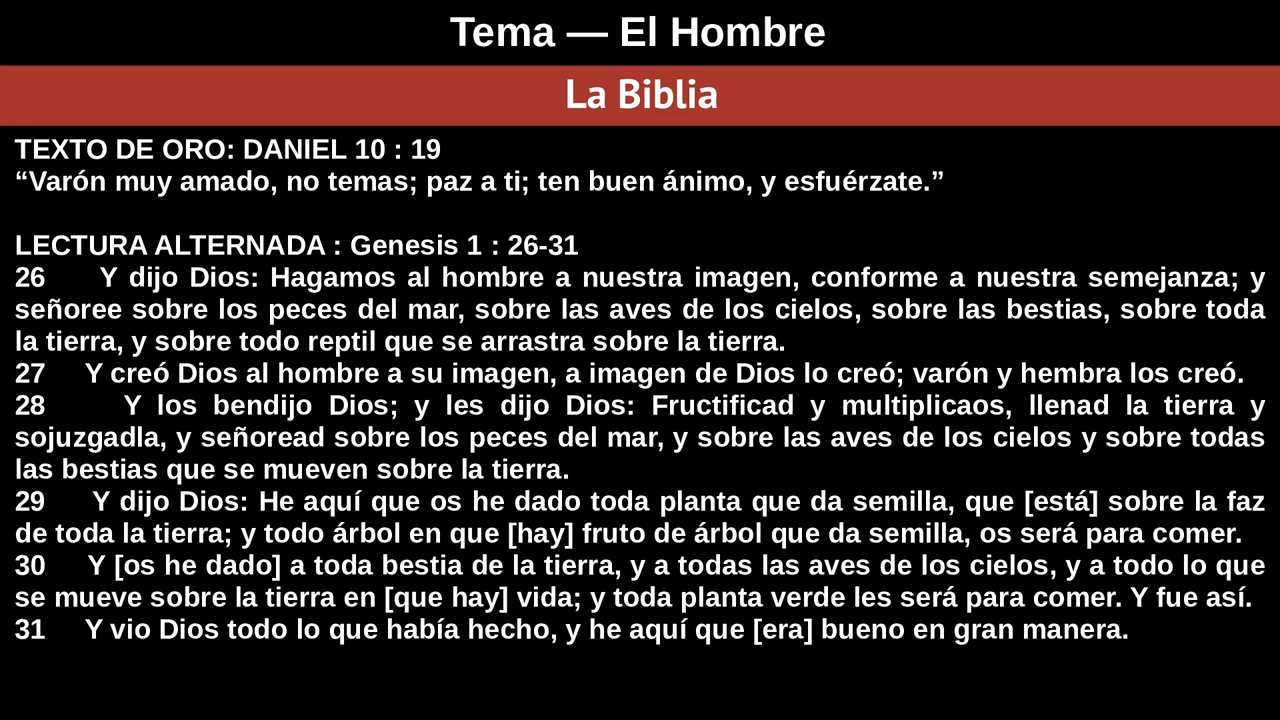 Tema — El Hombre
La Biblia
TEXTO DE ORO: DANIEL 10 : 19
“Varón muy amado, no temas; paz a ti; ten buen ánimo, y esfuérzate.”
LECTURA ALTERNADA : Genesis 1 : 26-31
26 Y dijo Dios: Hagamos al hombre a nuestra imagen, conforme a nuestra semejanza; y
señoree sobre los peces del mar, sobre las aves de los cielos, sobre las bestias, sobre toda
la tierra, y sobre todo reptil que se arrastra sobre la tierra.
27 Y creó Dios al hombre a su imagen, a imagen de Dios lo creó; varón y hembra los creó.
28 Y los bendijo Dios; y les dijo Dios: Fructificad y multiplicaos, llenad la tierra y
sojuzgadla, y señoread sobre los peces del mar, y sobre las aves de los cielos y sobre todas
las bestias que se mueven sobre la tierra.
29 Y dijo Dios: He aquí que os he dado toda planta que da semilla, que [está] sobre la faz
de toda la tierra; y todo árbol en que [hay] fruto de árbol que da semilla, os será para comer.
30 Y [os he dado] a toda bestia de la tierra, y a todas las aves de los cielos, y a todo lo que
se mueve sobre la tierra en [que hay] vida; y toda planta verde les será para comer. Y fue así.
31 Y vio Dios todo lo que había hecho, y he aquí que [era] bueno en gran manera.